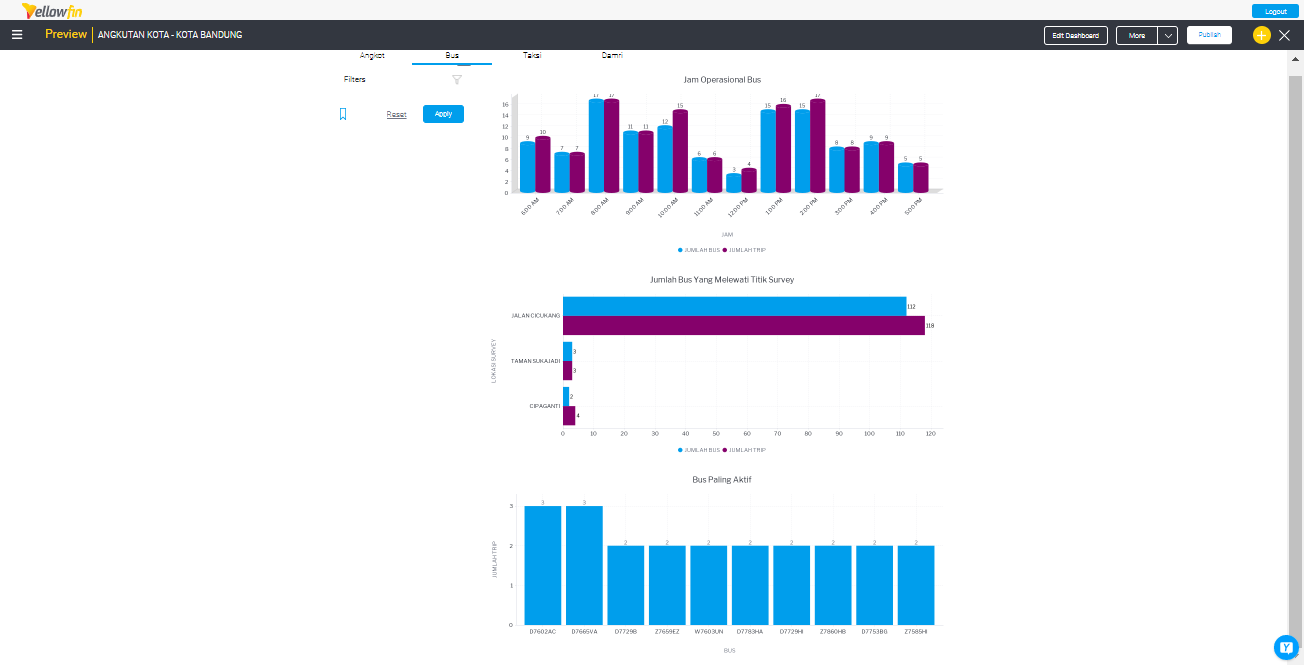 Yellowfin
Logout
Preview
ANGKUTAN KOTA - KOTA BANDUNG
Edit Dashboard
More
Publish
Angkot
Bus
Taksi
Damri
Filters
Reset
Apply
Jam Operasional Bus
16
14
12
10
8
6
4
2
0
9 10 7 7 17 17 11 11 12 15 6 6 3 4 15 16 15 17 8 8 9 9 5 5
6:00 AM 7:00 AM 8:00 AM 9:00 AM 10:00 AM 11:00 AM 12:00 PM 1:00 PM 2:00 PM 3:00 PM 4:00 PM 5:00 PM
JAM
JUMLAH BUS JUMLAH TRIP
Jumlah Bus Yang Melewati Titik Survey
LOKASI SURVEY
JALAN CICUKANG
112
118
TAMAN SUKAJADI
3
3
CIPAGANTI
2
4
0 10 20 30 40 50 60 70 80 90 100 110 120
JUMLAH BUS JUMLAH TRIP
Bus Paling Aktif
JUMLAH TRIP
3
2
1
0
3 3 2 2 2 2 2 2 2 2
D7602AC D7665VA D7729B Z7659EZ W7603UN D7783HA D7729HI Z7860HB D7753BG Z7585HI
BUS